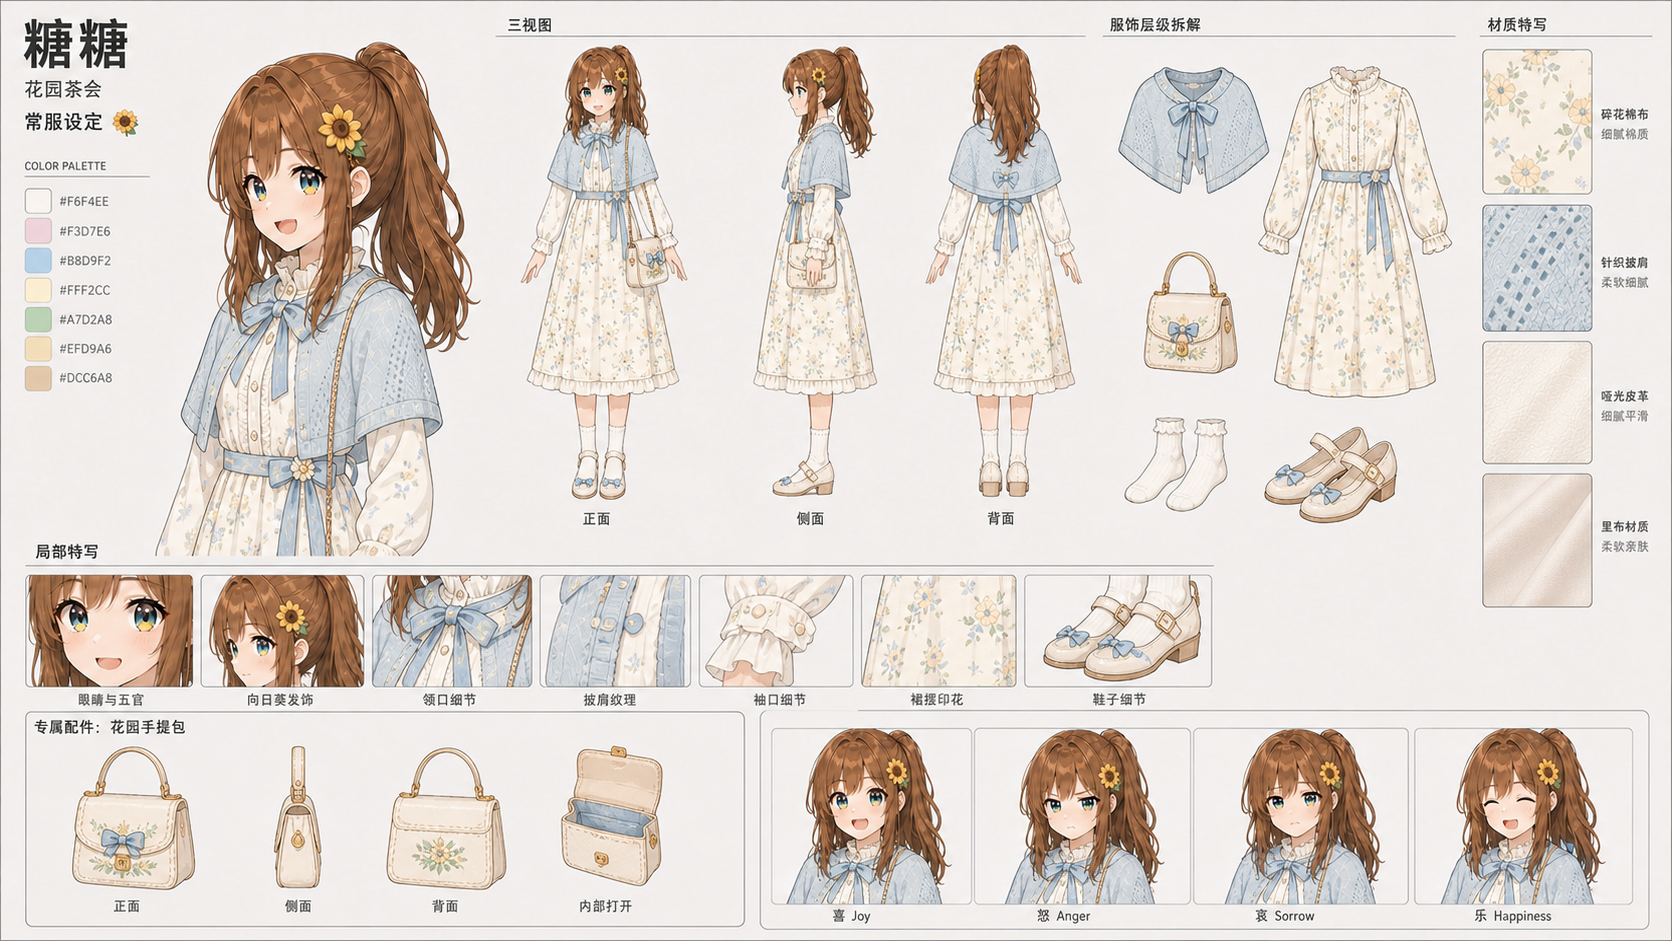 糖糖
花园茶会
常服设定
COLOR PALETTE
#F6F4EE
#F3D7E6
#B8D9F2
#FFF2CC
#A7D2A8
#EFD9A6
#DCC6A8
三视图
正面
侧面
背面
服饰层级拆解
材质特写
碎花棉布
细腻棉质
针织披肩
柔软细腻
哑光皮革
细腻平滑
里布材质
柔软亲肤
局部特写
眼睛与五官
向日葵发饰
领口细节
披肩纹理
袖口细节
裙摆印花
鞋子细节
专属配件：花园手提包
正面
侧面
背面
内部打开
喜 Joy
怒 Anger
哀 Sorrow
乐 Happiness